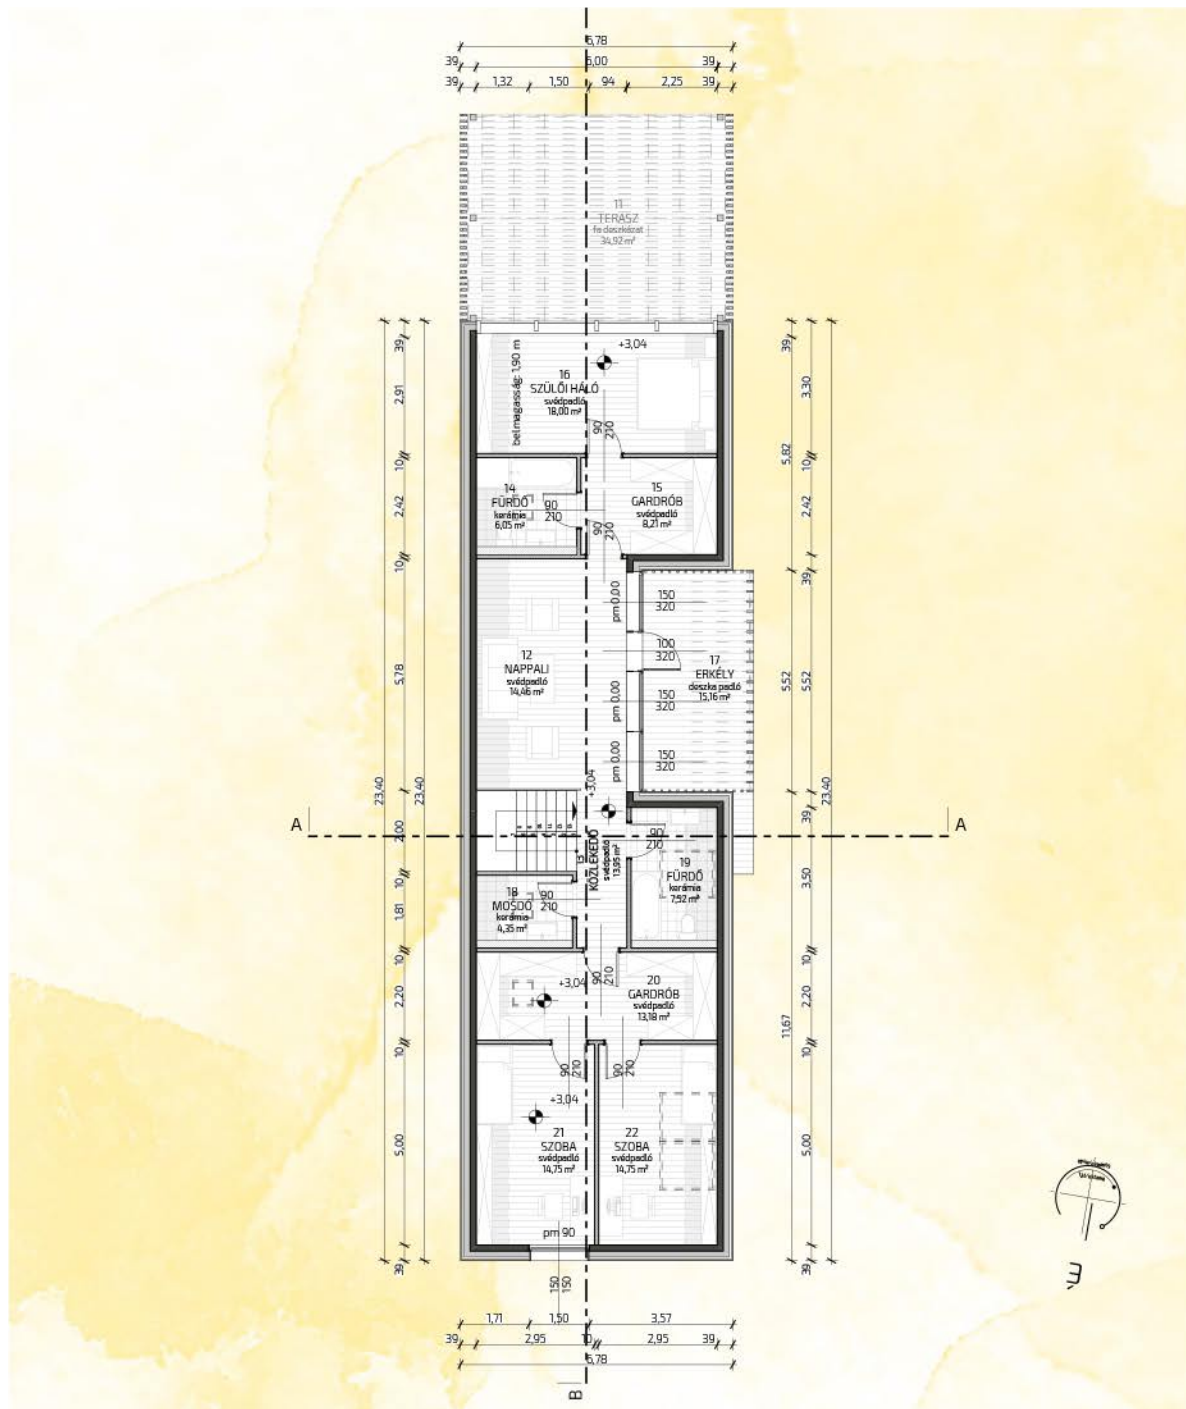 6,78
39 6,00 39
39 1,32 1,50 94 2,25 39
11
TERASZ
fa deszkázat
34,92 m²
+3,04
belmagasság: 1,90 m
16
SZÜLŐI HÁLÓ
svédpadló
18,00 m²
90
210
14
FÜRDŐ
kerámia
6,05 m²
90
210
15
GARDRÓB
svédpadló
8,21 m²
90
210
12
NAPPALI
svédpadló
14,46 m²
pm 0,00
pm 0,00
pm 0,00
150
320
100
320
150
320
150
320
17
ERKÉLY
deszka padló
15,16 m²
+3,04
13
KÖZLEKEDŐ
svédpadló
13,95 m²
A
A
90
210
19
FÜRDŐ
kerámia
7,52 m²
18
MOSDÓ
kerámia
4,35 m²
90
210
+3,04
90
210
20
GARDRÓB
svédpadló
13,18 m²
90
210
90
210
+3,04
21
SZOBA
svédpadló
14,75 m²
22
SZOBA
svédpadló
14,75 m²
pm 90
150
150
23,40
39
2,91
10
2,42
10
5,78
2,00
10
1,81
10
2,20
10
5,00
39
23,40
39
5,82
5,52
11,67
3,30
10
2,42
39
5,52
39
3,50
10
2,20
10
5,00
39
23,40
1,71 1,50 3,57
39 2,95 10 2,95 39
6,78
B
É